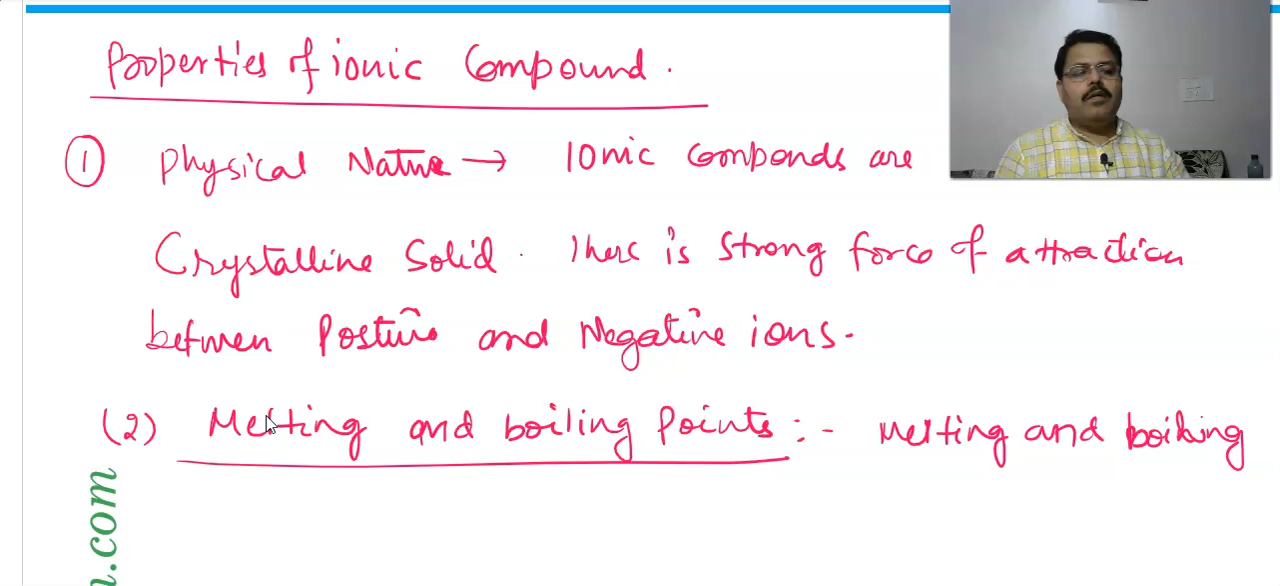 Properties of ionic Compound.
① Physical Nature → Ionic componds are
Crystalline Solid. There is strong force of attraction
between Positive and Negative ions.
(2) Melting and boiling Points :- Melting and boiling
n.com